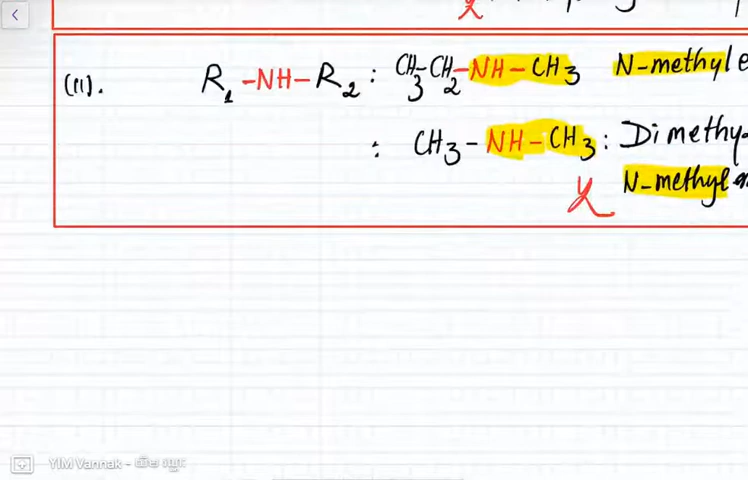 (II). R₁-NH-R₂ : CH₃-CH₂-NH-CH₃ N-methyl
: CH₃-NH-CH₃ : Dimethy
N-methyl
YIM Vannak -